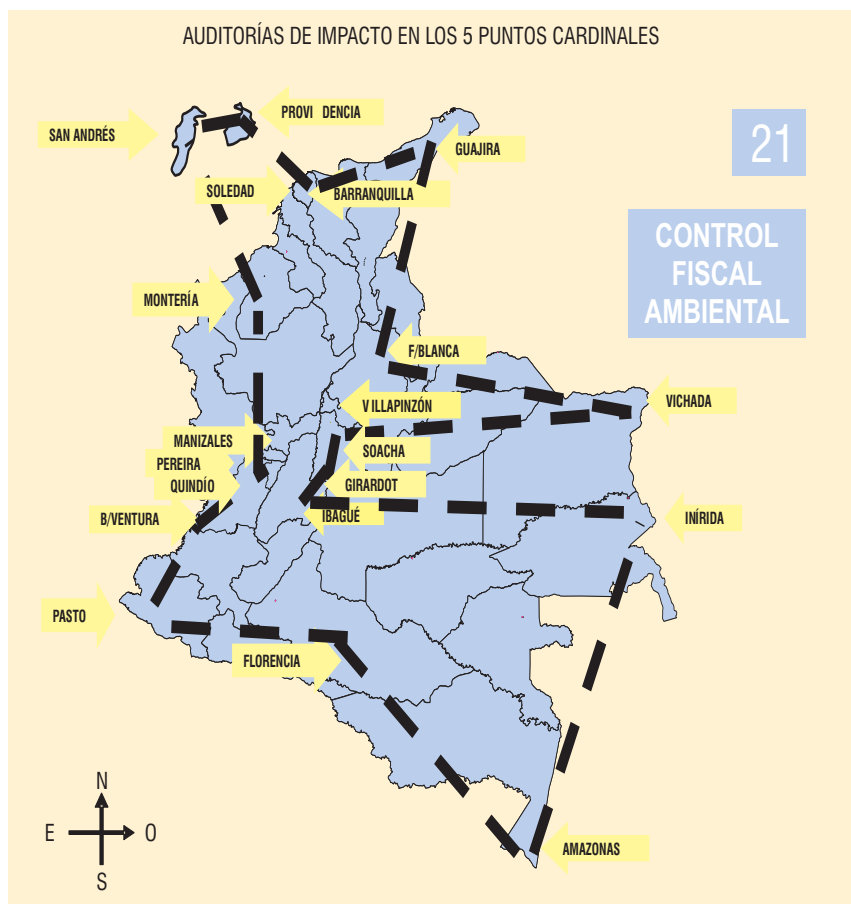 AUDITORÍAS DE IMPACTO EN LOS 5 PUNTOS CARDINALES
PROVI DENCIA
SAN ANDRÉS
GUAJIRA
21
SOLEDAD
BARRANQUILLA
CONTROL
FISCAL
AMBIENTAL
MONTERÍA
F/BLANCA
VILLAPINZÓN
VICHADA
MANIZALES
SOACHA
PEREIRA
QUINDÍO
GIRARDOT
B/VENTURA
IBAGUÉ
INÍRIDA
PASTO
FLORENCIA
N
E
O
S
AMAZONAS